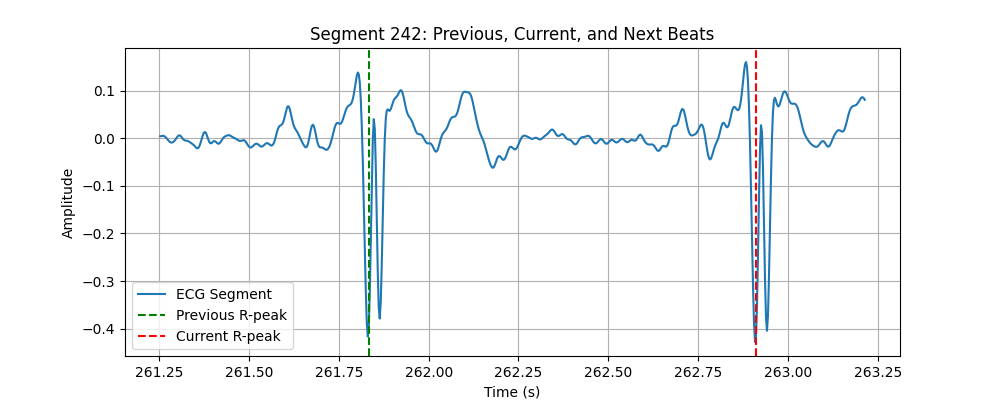 Segment 242: Previous, Current, and Next Beats
Amplitude
0.1
0.0
−0.1
−0.2
−0.3
−0.4
ECG Segment
Previous R-peak
Current R-peak
261.25 261.50 261.75 262.00 262.25 262.50 262.75 263.00 263.25
Time (s)